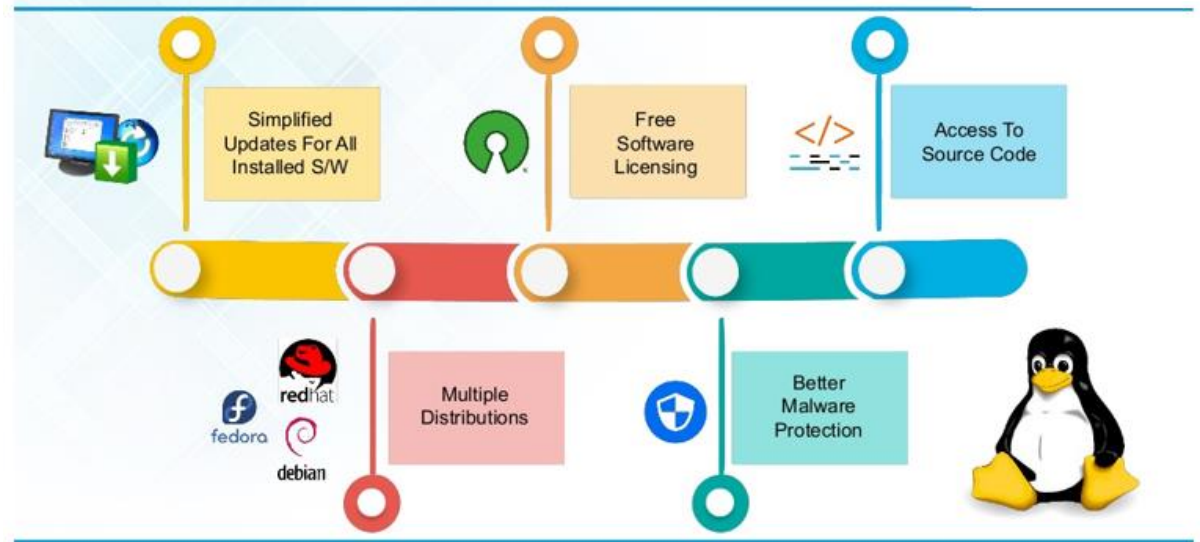 Simplified
Updates For All
Installed S/W
Free
Software
Licensing
</>
Access To
Source Code
redhat
fedora
debian
Multiple
Distributions
Better
Malware
Protection